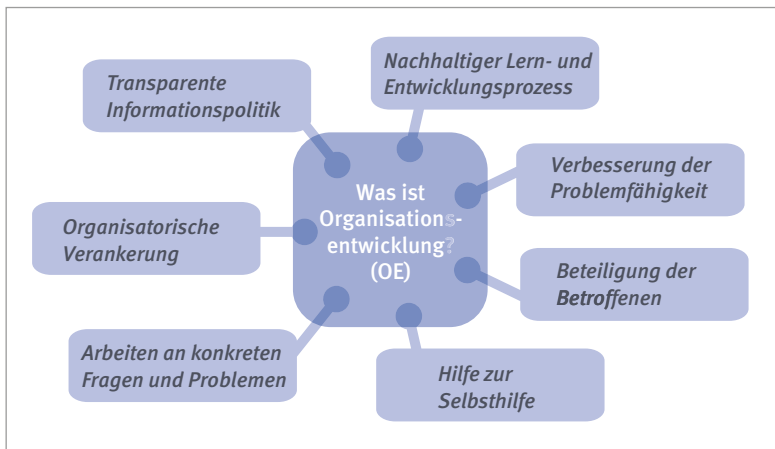 Nachhaltiger Lern- und
Entwicklungsprozess
Transparente
Informationspolitik
Verbesserung der
Problemfähigkeit
Was ist
Organisations-
entwicklung?
(OE)
Organisatorische
Verankerung
Beteiligung der
Betroffenen
Arbeiten an konkreten
Fragen und Problemen
Hilfe zur
Selbsthilfe